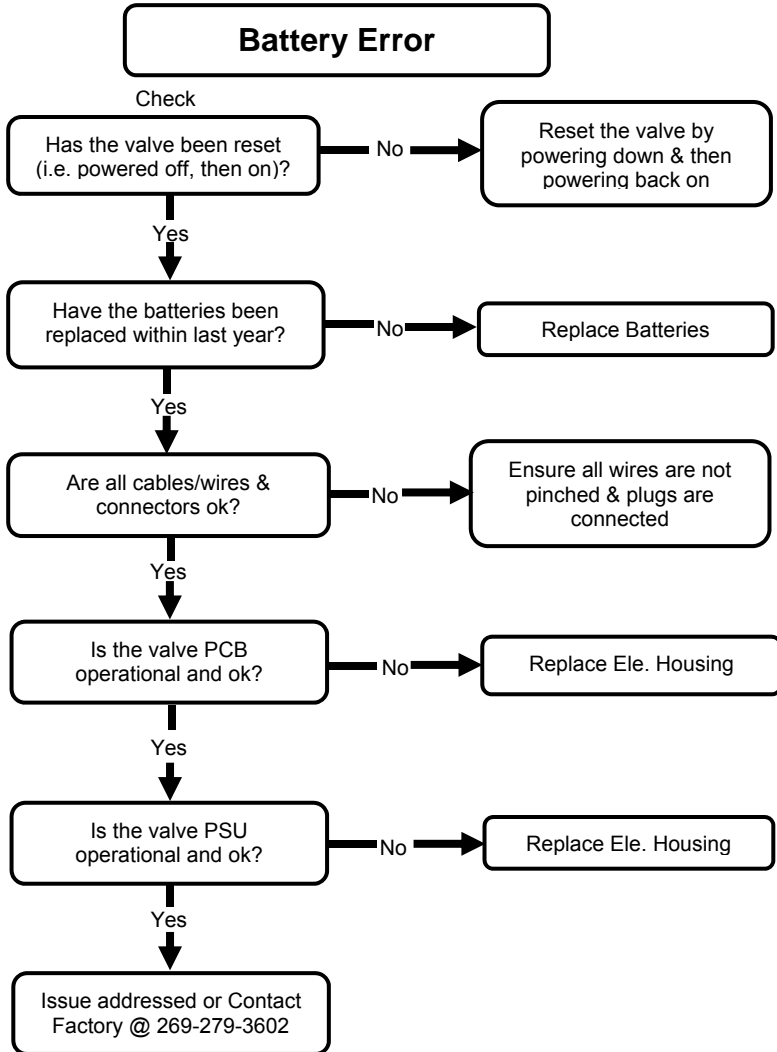 Battery Error
Check
Has the valve been reset
(i.e. powered off, then on)?
No
Reset the valve by
powering down & then
powering back on
Yes
Have the batteries been
replaced within last year?
No
Replace Batteries
Yes
Are all cables/wires &
connectors ok?
No
Ensure all wires are not
pinched & plugs are
connected
Yes
Is the valve PCB
operational and ok?
No
Replace Ele. Housing
Yes
Is the valve PSU
operational and ok?
No
Replace Ele. Housing
Yes
Issue addressed or Contact
Factory @ 269-279-3602